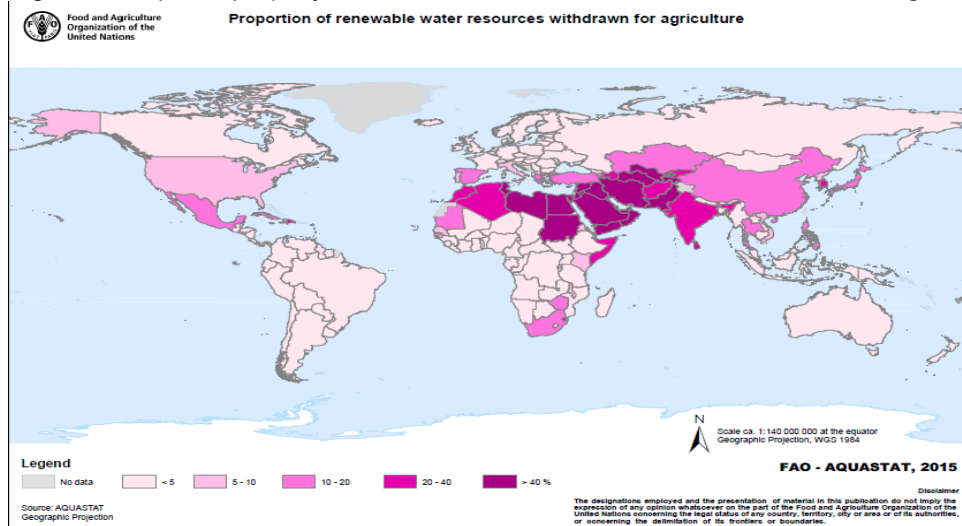 Food and Agriculture
Organization of the
United Nations
Proportion of renewable water resources withdrawn for agriculture
N
Scale ca. 1:140 000 000 at the equator
Geographic Projection, WGS 1984
Legend
No data < 5 5 - 10 10 - 20 20 - 40 > 40 %
FAO - AQUASTAT, 2015
Source: AQUASTAT
Geographic Projection
Disclaimer
The designations employed and the presentation of material in this publication do not imply the
expression of any opinion whatsoever on the part of the Food and Agriculture Organization of the
United Nations concerning the legal status of any country, territory, city or area or of its authorities,
or concerning the delimitation of its frontiers or boundaries.